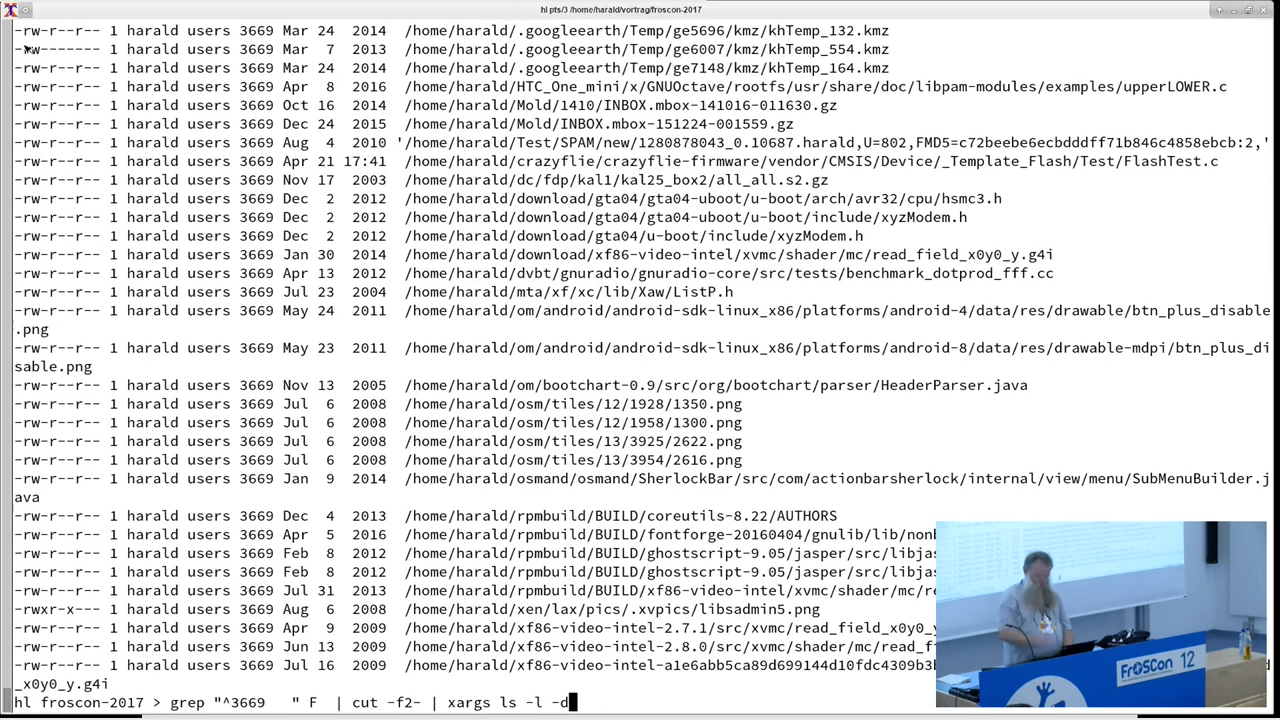 hl pts/3 /home/harald/vortrag/froscon-2017
-rw-r--r-- 1 harald users 3669 Mar 24  2014  /home/harald/.googleearth/Temp/ge5696/kmz/khTemp_132.kmz
-rw------- 1 harald users 3669 Mar  7  2013  /home/harald/.googleearth/Temp/ge6007/kmz/khTemp_554.kmz
-rw-r--r-- 1 harald users 3669 Mar 24  2014  /home/harald/.googleearth/Temp/ge7148/kmz/khTemp_164.kmz
-rw-r--r-- 1 harald users 3669 Apr  8  2016  /home/harald/HTC_One_mini/x/GNUOctave/rootfs/usr/share/doc/libpam-modules/examples/upperLOWER.c
-rw-r--r-- 1 harald users 3669 Oct 16  2014  /home/harald/Mold/1410/INBOX.mbox-141016-011630.gz
-rw-r--r-- 1 harald users 3669 Dec 24  2015  /home/harald/Mold/INBOX.mbox-151224-001559.gz
-rw-r--r-- 1 harald users 3669 Aug  4  2010 '/home/harald/Test/SPAM/new/1280878043_0.10687.harald,U=802,FMD5=c72beebe6ecbdddff71b846c4858ebcb:2,'
-rw-r--r-- 1 harald users 3669 Apr 21 17:41  /home/harald/crazyflie/crazyflie-firmware/vendor/CMSIS/Device/_Template_Flash/Test/FlashTest.c
-rw-r--r-- 1 harald users 3669 Nov 17  2003  /home/harald/dc/fdp/kal1/kal25_box2/all_all.s2.gz
-rw-r--r-- 1 harald users 3669 Dec  2  2012  /home/harald/download/gta04/gta04-uboot/u-boot/arch/avr32/cpu/hsmc3.h
-rw-r--r-- 1 harald users 3669 Dec  2  2012  /home/harald/download/gta04/gta04-uboot/u-boot/include/xyzModem.h
-rw-r--r-- 1 harald users 3669 Dec  2  2012  /home/harald/download/gta04/u-boot/include/xyzModem.h
-rw-r--r-- 1 harald users 3669 Jan 30  2014  /home/harald/download/xf86-video-intel/xvmc/shader/mc/read_field_x0y0_y.g4i
-rw-r--r-- 1 harald users 3669 Apr 13  2012  /home/harald/dvbt/gnuradio/gnuradio-core/src/tests/benchmark_dotprod_fff.cc
-rw-r--r-- 1 harald users 3669 Jul 23  2004  /home/harald/mta/xf/xc/lib/Xaw/ListP.h
-rw-r--r-- 1 harald users 3669 May 24  2011  /home/harald/om/android/android-sdk-linux_x86/platforms/android-4/data/res/drawable/btn_plus_disable
.png
-rw-r--r-- 1 harald users 3669 May 23  2011  /home/harald/om/android/android-sdk-linux_x86/platforms/android-8/data/res/drawable-mdpi/btn_plus_di
sable.png
-rw-r--r-- 1 harald users 3669 Nov 13  2005  /home/harald/om/bootchart-0.9/src/org/bootchart/parser/HeaderParser.java
-rw-r--r-- 1 harald users 3669 Jul  6  2008  /home/harald/osm/tiles/12/1928/1350.png
-rw-r--r-- 1 harald users 3669 Jul  6  2008  /home/harald/osm/tiles/12/1958/1300.png
-rw-r--r-- 1 harald users 3669 Jul  6  2008  /home/harald/osm/tiles/13/3925/2622.png
-rw-r--r-- 1 harald users 3669 Jul  6  2008  /home/harald/osm/tiles/13/3954/2616.png
-rw-r--r-- 1 harald users 3669 Jan  9  2014  /home/harald/osmand/osmand/SherlockBar/src/com/actionbarsherlock/internal/view/menu/SubMenuBuilder.j
ava
-rw-r--r-- 1 harald users 3669 Dec  4  2013  /home/harald/rpmbuild/BUILD/coreutils-8.22/AUTHORS
-rw-r--r-- 1 harald users 3669 Apr  5  2016  /home/harald/rpmbuild/BUILD/fontforge-20160404/gnulib/lib/nonb
-rw-r--r-- 1 harald users 3669 Feb  8  2012  /home/harald/rpmbuild/BUILD/ghostscript-9.05/jasper/src/libjas
-rw-r--r-- 1 harald users 3669 Feb  8  2012  /home/harald/rpmbuild/BUILD/ghostscript-9.05/jasper/src/libjas
-rw-r--r-- 1 harald users 3669 Jul 31  2013  /home/harald/rpmbuild/BUILD/xf86-video-intel/xvmc/shader/mc/re
-rwxr-x--- 1 harald users 3669 Aug  6  2008  /home/harald/xen/lax/pics/.xvpics/libsadmin5.png
-rw-r--r-- 1 harald users 3669 Apr  9  2009  /home/harald/xf86-video-intel-2.7.1/src/xvmc/read_field_x0y0_y
-rw-r--r-- 1 harald users 3669 Jun 13  2009  /home/harald/xf86-video-intel-2.8.0/src/xvmc/shader/mc/read_f
-rw-r--r-- 1 harald users 3669 Jul 16  2009  /home/harald/xf86-video-intel-a1e6abb5ca89d699144d10fdc4309b3
_x0y0_y.g4i
hl froscon-2017 > grep "^3669   " F  | cut -f2- | xargs ls -l -d
FrOSCon 12